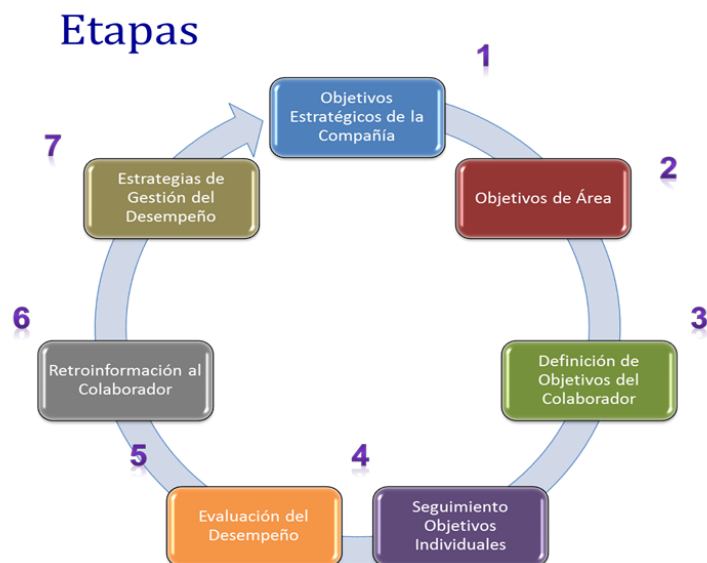 Etapas
1
Objetivos
Estratégicos de la
Compañía
2
Objetivos de Área
3
Definición de
Objetivos del
Colaborador
4
Seguimiento
Objetivos
Individuales
5
Evaluación del
Desempeño
6
Retroinformación al
Colaborador
7
Estrategias de
Gestión del
Desempeño